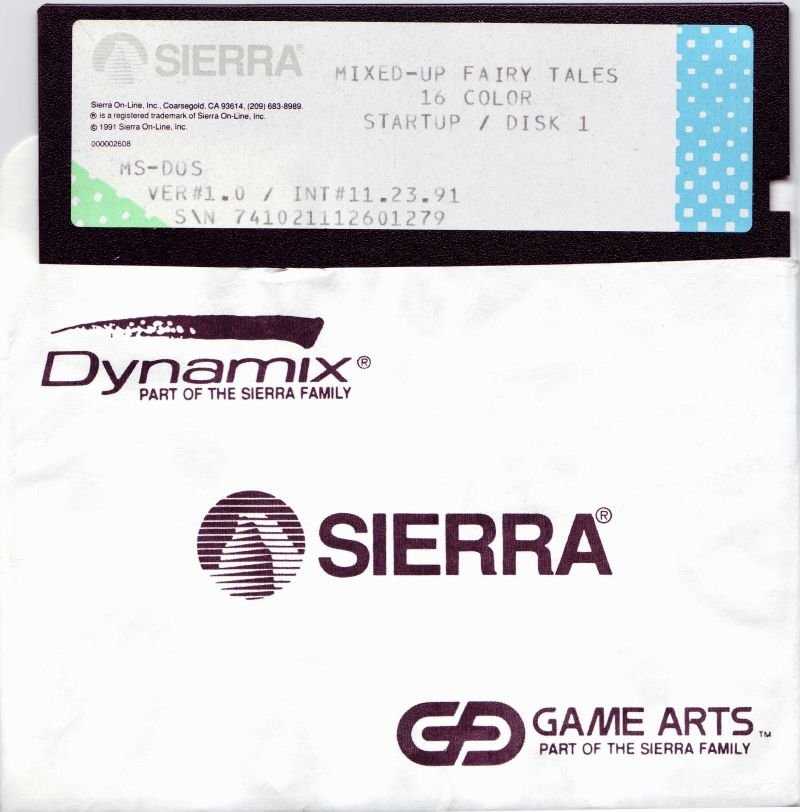 SIERRA®
MIXED-UP FAIRY TALES
16 COLOR
STARTUP / DISK 1
Sierra On-Line, Inc., Coarsegold, CA 93614, (209) 683-8989.
® is a registered trademark of Sierra On-Line, Inc.
© 1991 Sierra On-Line, Inc.
000002608
MS-DOS
VER#1.0 / INT#11.23.91
S\N 741021112601279
Dynamix®
PART OF THE SIERRA FAMILY
SIERRA®
GAME ARTS™
PART OF THE SIERRA FAMILY